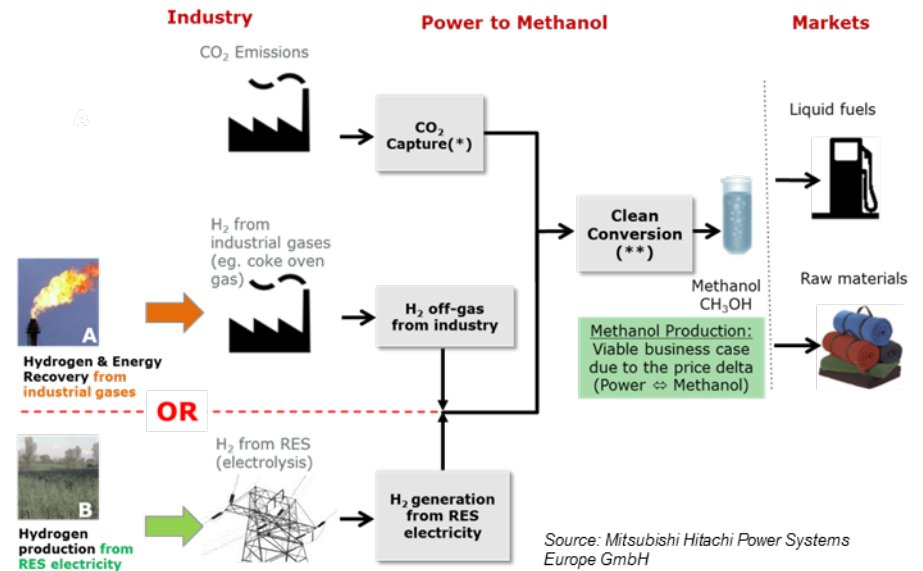 Industry
Power to Methanol
Markets
CO₂ Emissions
A
CO₂
Capture(*)
Liquid fuels
H₂ from
industrial gases
(eg. coke oven
gas)
Clean
Conversion
(**)
Methanol
CH₃OH
Raw materials
A
H₂ off-gas
from industry
Hydrogen & Energy
Recovery from
industrial gases
Methanol Production:
Viable business case
due to the price delta
(Power ⇔ Methanol)
OR
H₂ from RES
(electrolysis)
B
H₂ generation
from RES
electricity
Hydrogen
production from
RES electricity
Source: Mitsubishi Hitachi Power Systems
Europe GmbH